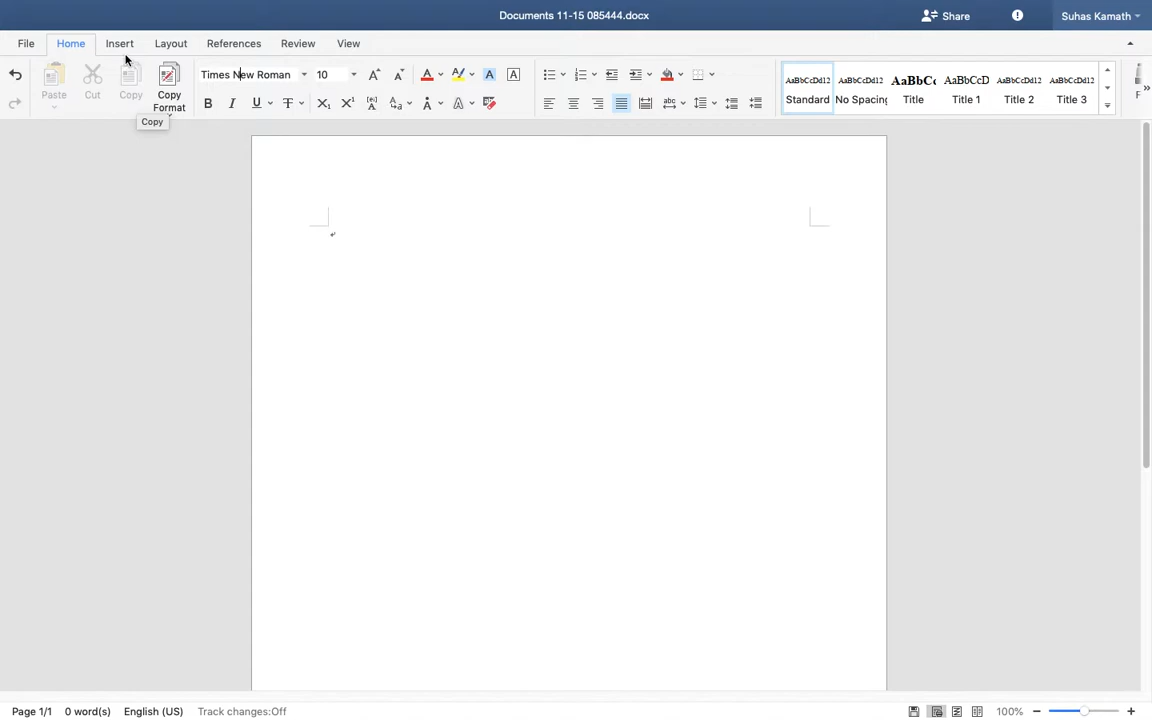 Documents 11-15 085444.docx
Share
Suhas Kamath
File Home Insert Layout References Review View
Times New Roman 10
Paste Cut Copy Copy Format
Copy
AaBbCcDd12 AaBbCcDd12 AaBbCc AaBbCcD AaBbCcDd12 AaBbCcDd12
Standard No Spacing Title Title 1 Title 2 Title 3
F
Page 1/1 0 word(s) English (US) Track changes:Off 100%